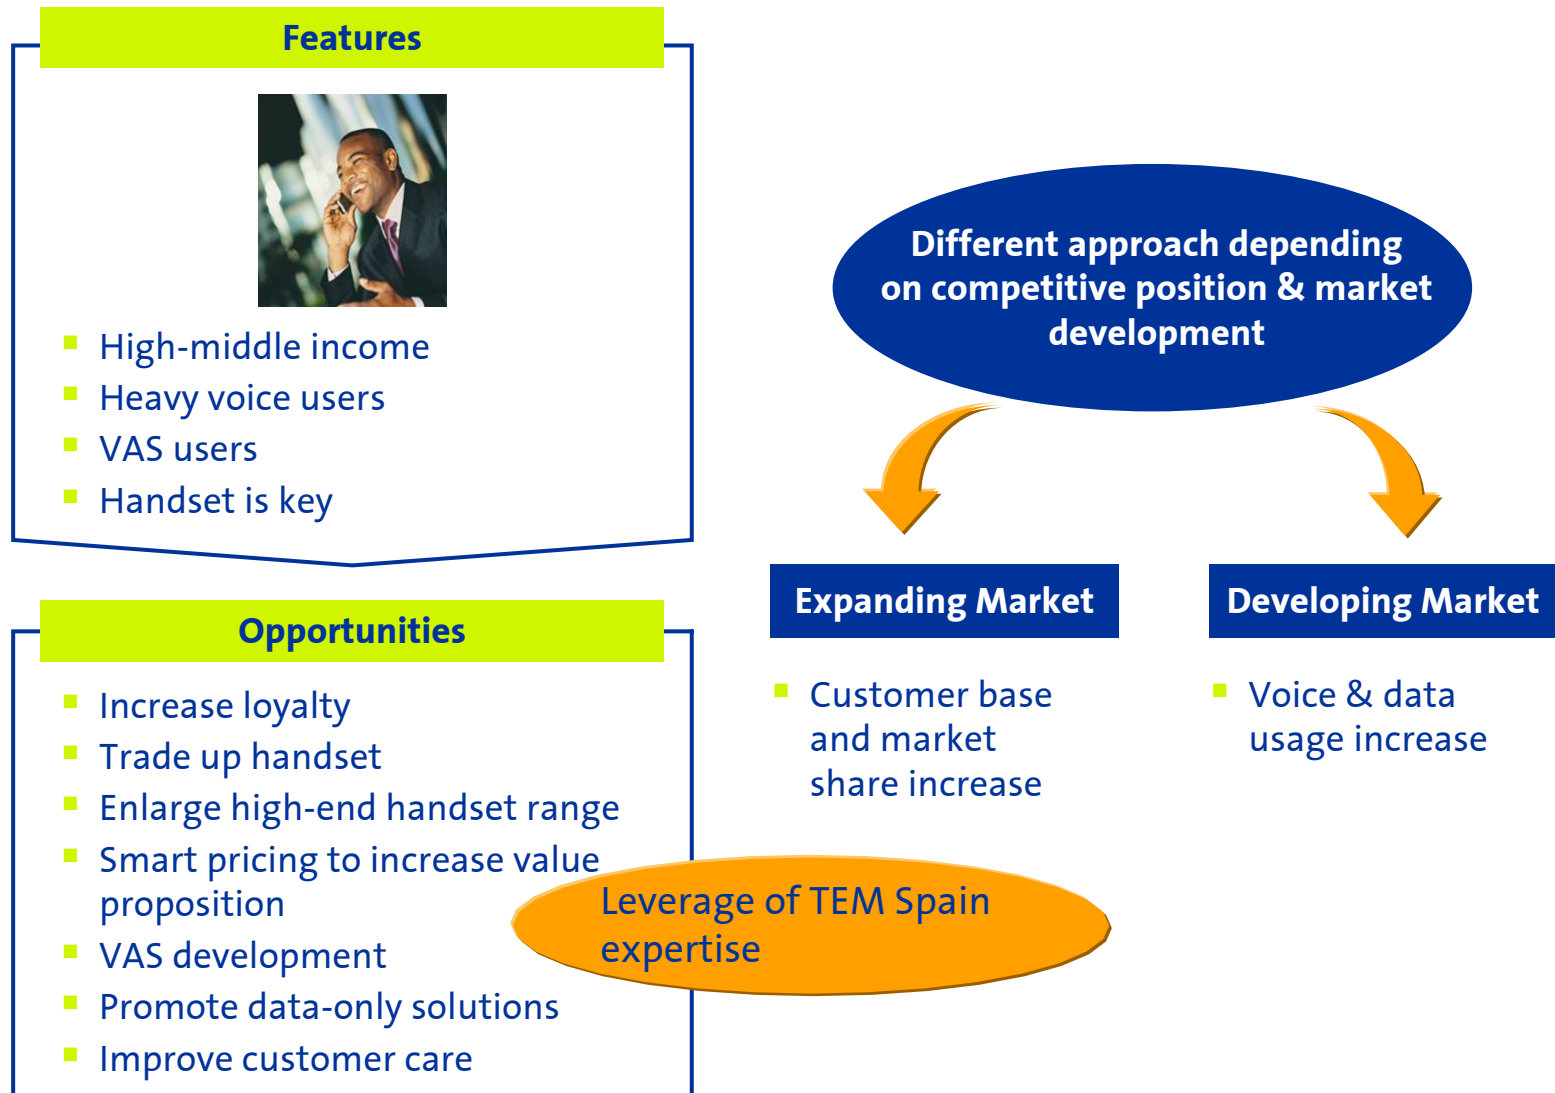 Features
High-middle income
Heavy voice users
VAS users
Handset is key
Opportunities
Increase loyalty
Trade up handset
Enlarge high-end handset range
Smart pricing to increase value
proposition
VAS development
Promote data-only solutions
Improve customer care
Leverage of TEM Spain
expertise
Different approach depending
on competitive position & market
development
Expanding Market
Customer base
and market
share increase
Developing Market
Voice & data
usage increase